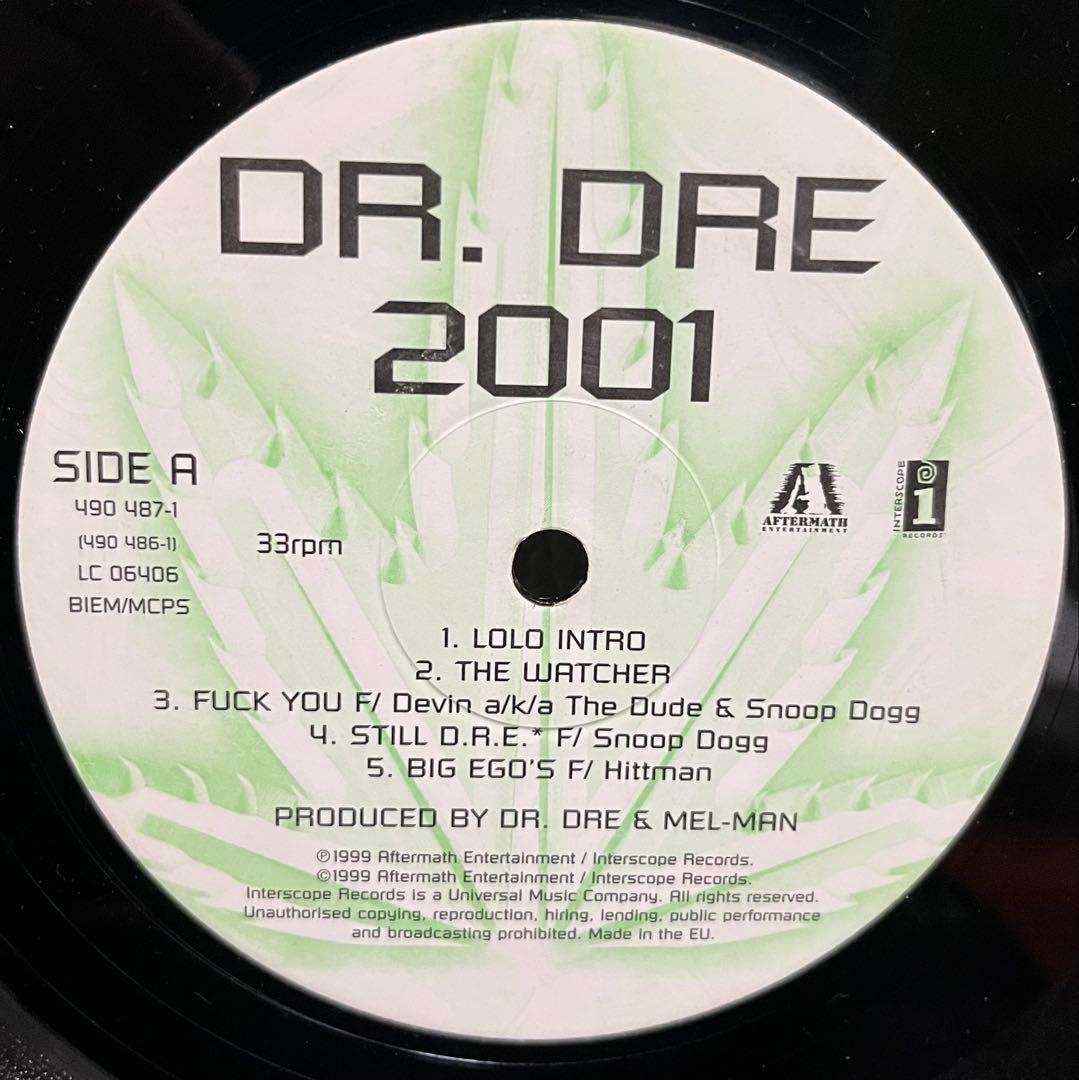 DR. DRE
2001
SIDE A
490 487-1
(490 486-1)
LC 06406
BIEM/MCPS
33rpm
AFTERMATH
ENTERTAINMENT
INTERSCOPE
i
RECORDS
1. LOLO INTRO
2. THE WATCHER
3. FUCK YOU F/ Devin a/k/a The Dude & Snoop Dogg
4. STILL D.R.E.* F/ Snoop Dogg
5. BIG EGO'S F/ Hittman
PRODUCED BY DR. DRE & MEL-MAN
℗1999 Aftermath Entertainment / Interscope Records.
©1999 Aftermath Entertainment / Interscope Records.
Interscope Records is a Universal Music Company. All rights reserved.
Unauthorised copying, reproduction, hiring, lending, public performance
and broadcasting prohibited. Made in the EU.